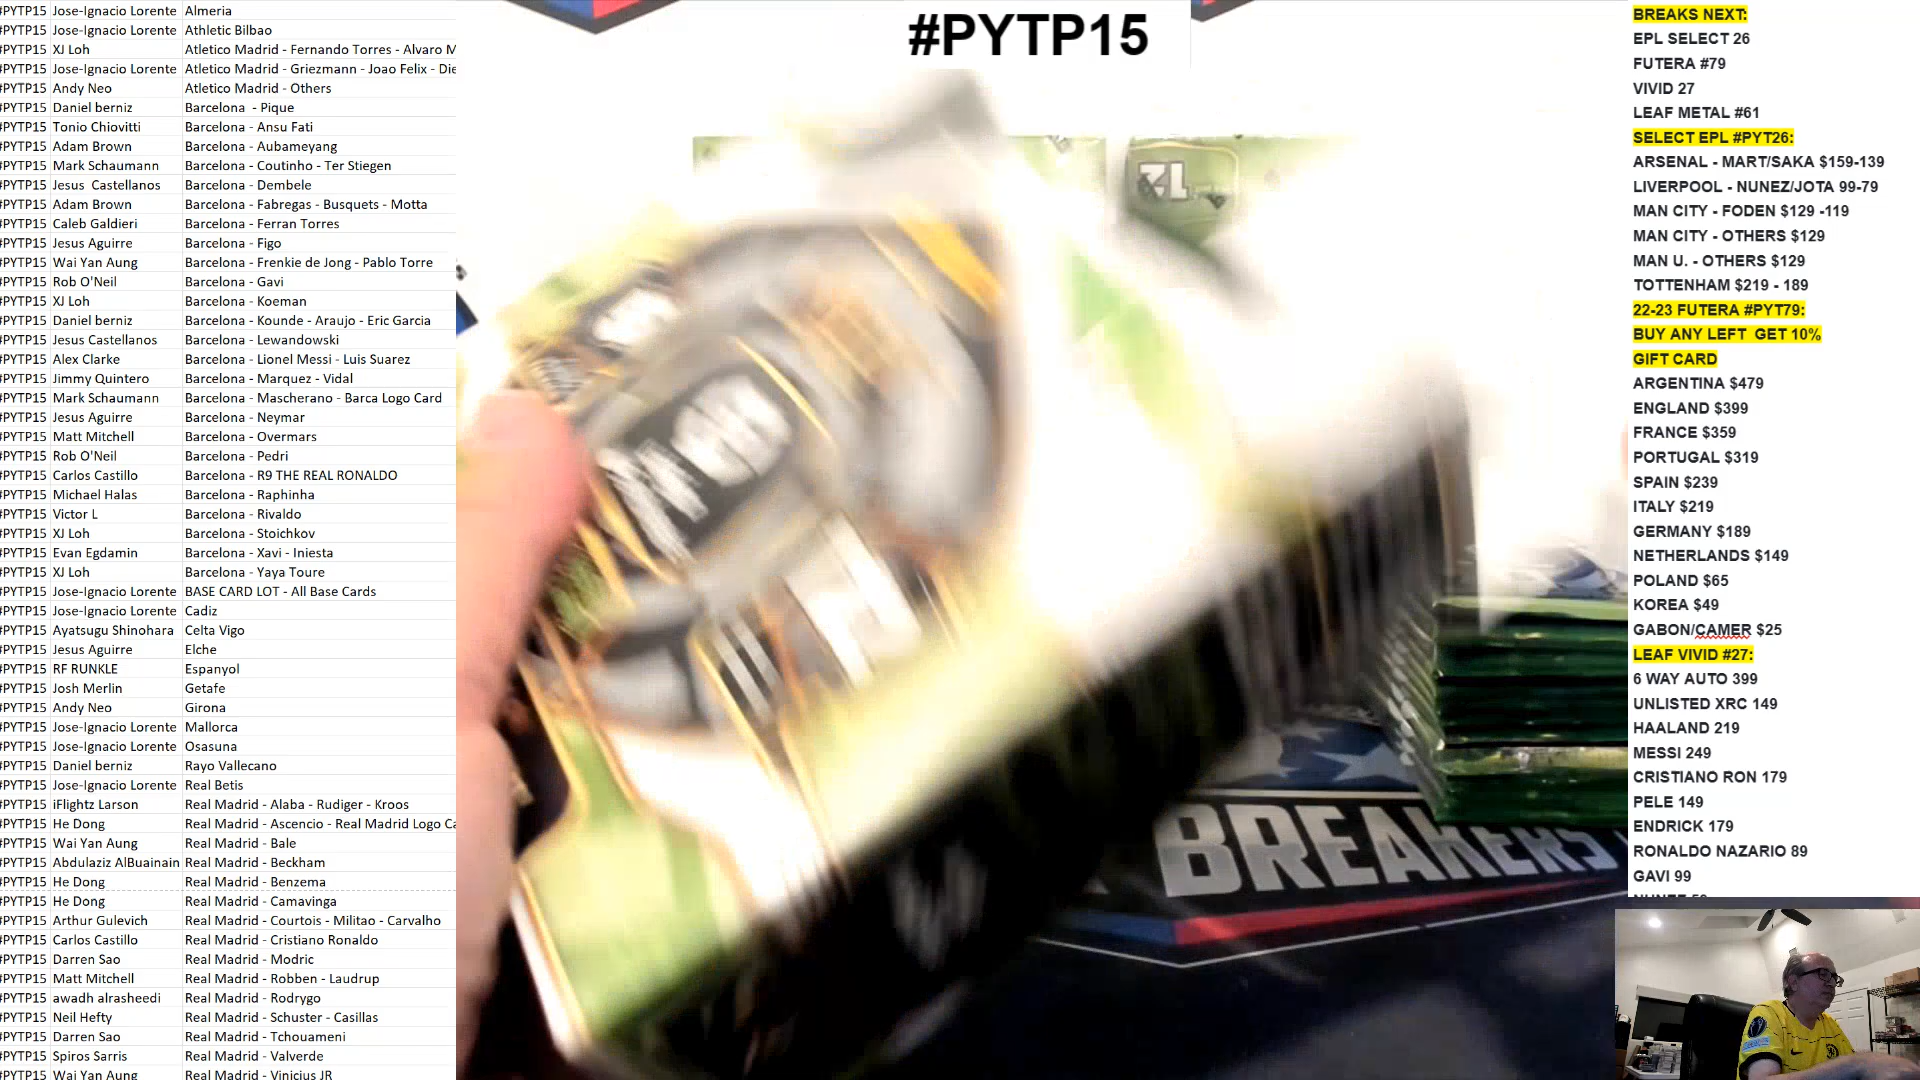 #PYTP15 Jose-Ignacio Lorente Almeria
#PYTP15 Jose-Ignacio Lorente Athletic Bilbao
#PYTP15 XJ Loh Atletico Madrid - Fernando Torres - Alvaro M
#PYTP15 Jose-Ignacio Lorente Atletico Madrid - Griezmann - Joao Felix - Die
#PYTP15 Andy Neo Atletico Madrid - Others
#PYTP15 Daniel berniz Barcelona - Pique
#PYTP15 Tonio Chiovitti Barcelona - Ansu Fati
#PYTP15 Adam Brown Barcelona - Aubameyang
#PYTP15 Mark Schaumann Barcelona - Coutinho - Ter Stiegen
#PYTP15 Jesus Castellanos Barcelona - Dembele
#PYTP15 Adam Brown Barcelona - Fabregas - Busquets - Motta
#PYTP15 Caleb Galdieri Barcelona - Ferran Torres
#PYTP15 Jesus Aguirre Barcelona - Figo
#PYTP15 Wai Yan Aung Barcelona - Frenkie de Jong - Pablo Torre
#PYTP15 Rob O'Neil Barcelona - Gavi
#PYTP15 XJ Loh Barcelona - Koeman
#PYTP15 Daniel berniz Barcelona - Kounde - Araujo - Eric Garcia
#PYTP15 Jesus Castellanos Barcelona - Lewandowski
#PYTP15 Alex Clarke Barcelona - Lionel Messi - Luis Suarez
#PYTP15 Jimmy Quintero Barcelona - Marquez - Vidal
#PYTP15 Mark Schaumann Barcelona - Mascherano - Barca Logo Card
#PYTP15 Jesus Aguirre Barcelona - Neymar
#PYTP15 Matt Mitchell Barcelona - Overmars
#PYTP15 Rob O'Neil Barcelona - Pedri
#PYTP15 Carlos Castillo Barcelona - R9 THE REAL RONALDO
#PYTP15 Michael Halas Barcelona - Raphinha
#PYTP15 Victor L Barcelona - Rivaldo
#PYTP15 XJ Loh Barcelona - Stoichkov
#PYTP15 Evan Egdamin Barcelona - Xavi - Iniesta
#PYTP15 XJ Loh Barcelona - Yaya Toure
#PYTP15 Jose-Ignacio Lorente BASE CARD LOT - All Base Cards
#PYTP15 Jose-Ignacio Lorente Cadiz
#PYTP15 Ayatsugu Shinohara Celta Vigo
#PYTP15 Jesus Aguirre Elche
#PYTP15 RF RUNKLE Espanyol
#PYTP15 Josh Merlin Getafe
#PYTP15 Andy Neo Girona
#PYTP15 Jose-Ignacio Lorente Mallorca
#PYTP15 Jose-Ignacio Lorente Osasuna
#PYTP15 Daniel berniz Rayo Vallecano
#PYTP15 Jose-Ignacio Lorente Real Betis
#PYTP15 iFlightz Larson Real Madrid - Alaba - Rudiger - Kroos
#PYTP15 He Dong Real Madrid - Ascencio - Real Madrid Logo Ca
#PYTP15 Wai Yan Aung Real Madrid - Bale
#PYTP15 Abdulaziz AlBuainain Real Madrid - Beckham
#PYTP15 He Dong Real Madrid - Benzema
#PYTP15 He Dong Real Madrid - Camavinga
#PYTP15 Arthur Gulevich Real Madrid - Courtois - Militao - Carvalho
#PYTP15 Carlos Castillo Real Madrid - Cristiano Ronaldo
#PYTP15 Darren Sao Real Madrid - Modric
#PYTP15 Matt Mitchell Real Madrid - Robben - Laudrup
#PYTP15 awadh alrasheedi Real Madrid - Rodrygo
#PYTP15 Neil Hefty Real Madrid - Schuster - Casillas
#PYTP15 Darren Sao Real Madrid - Tchouameni
#PYTP15 Spiros Sarris Real Madrid - Valverde
#PYTP15 Wai Yan Aung Real Madrid - Vinicius JR
#PYTP15
BREAKERS
BREAKS NEXT:
EPL SELECT 26
FUTERA #79
VIVID 27
LEAF METAL #61
SELECT EPL #PYT26:
ARSENAL - MART/SAKA $159-139
LIVERPOOL - NUNEZ/JOTA 99-79
MAN CITY - FODEN $129 -119
MAN CITY - OTHERS $129
MAN U. - OTHERS $129
TOTTENHAM $219 - 189
22-23 FUTERA #PYT79:
BUY ANY LEFT GET 10%
GIFT CARD
ARGENTINA $479
ENGLAND $399
FRANCE $359
PORTUGAL $319
SPAIN $239
ITALY $219
GERMANY $189
NETHERLANDS $149
POLAND $65
KOREA $49
GABON/CAMER $25
LEAF VIVID #27:
6 WAY AUTO 399
UNLISTED XRC 149
HAALAND 219
MESSI 249
CRISTIANO RON 179
PELE 149
ENDRICK 179
RONALDO NAZARIO 89
GAVI 99